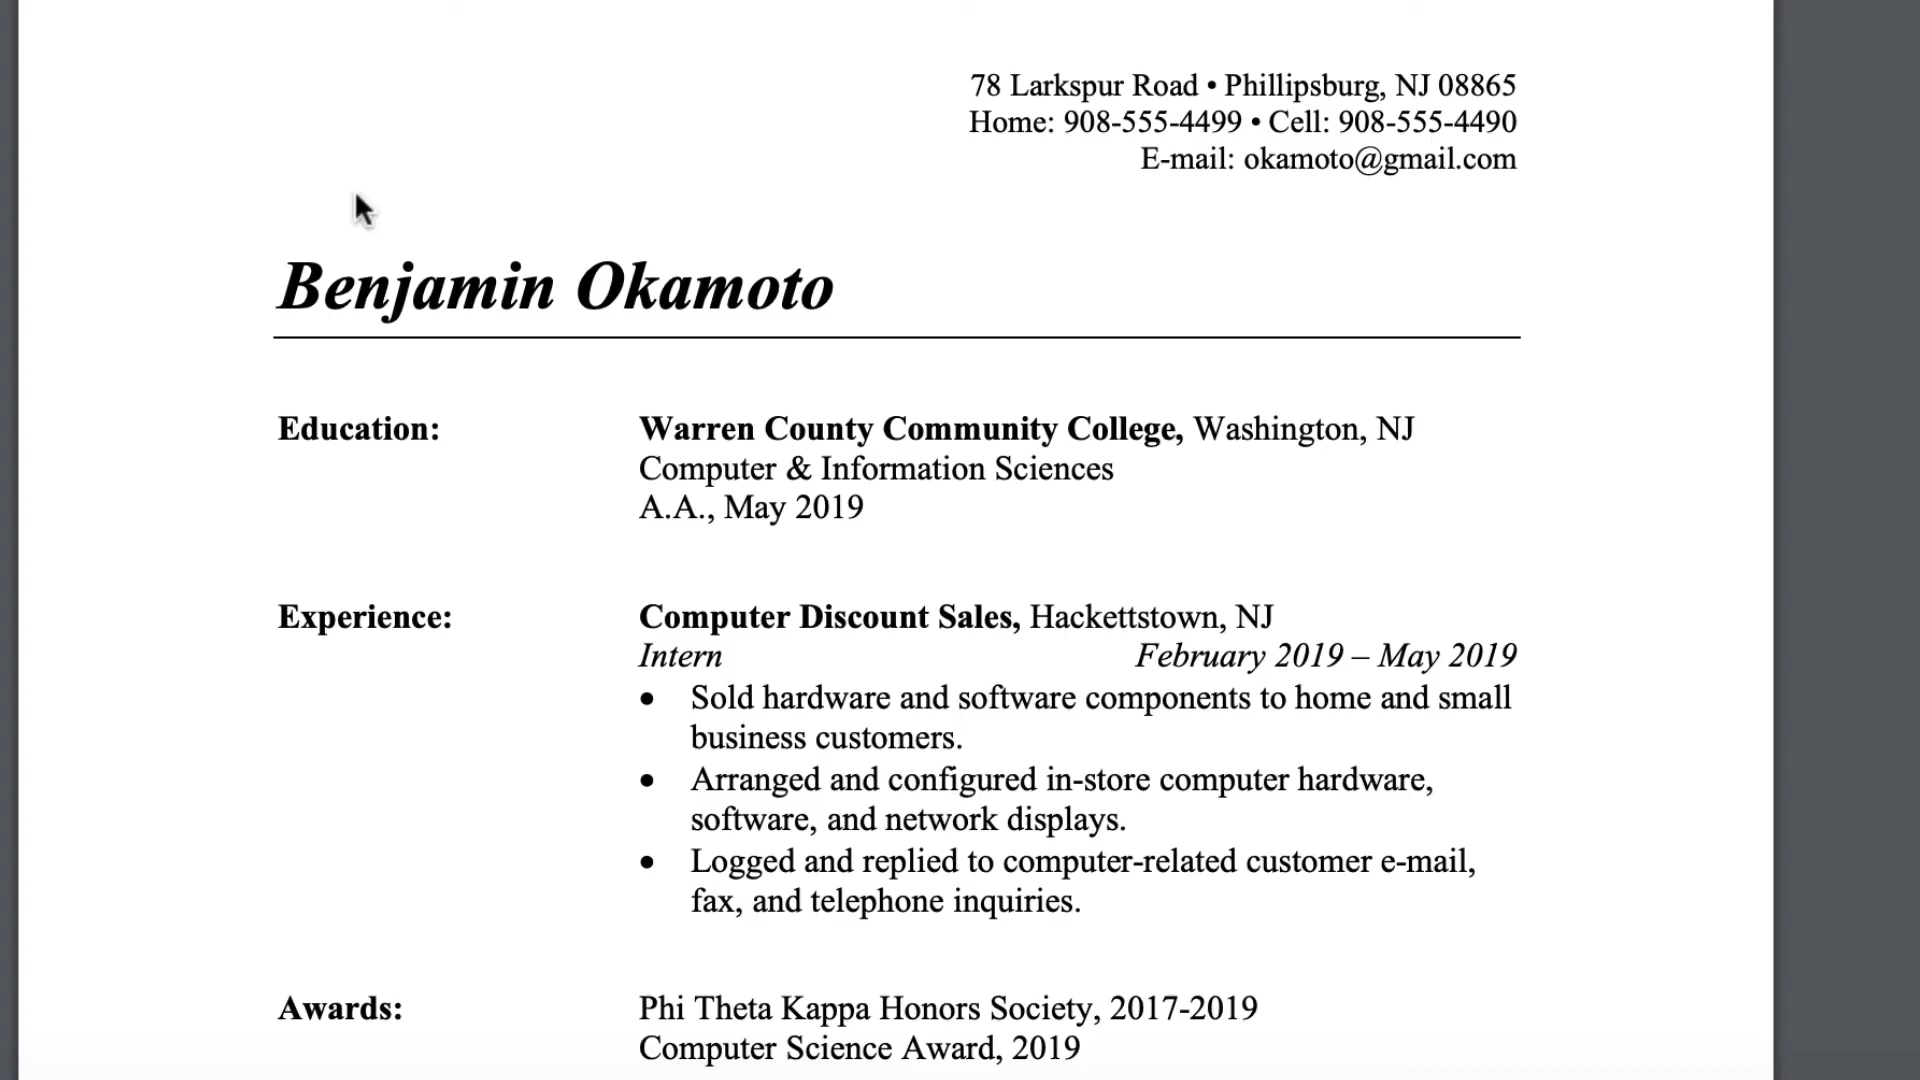 78 Larkspur Road • Phillipsburg, NJ 08865
Home: 908-555-4499 • Cell: 908-555-4490
E-mail: okamoto@gmail.com
Benjamin Okamoto
Education:
Warren County Community College, Washington, NJ
Computer & Information Sciences
A.A., May 2019
Experience:
Computer Discount Sales, Hackettstown, NJ
Intern February 2019 – May 2019
• Sold hardware and software components to home and small
business customers.
• Arranged and configured in-store computer hardware,
software, and network displays.
• Logged and replied to computer-related customer e-mail,
fax, and telephone inquiries.
Awards:
Phi Theta Kappa Honors Society, 2017-2019
Computer Science Award, 2019